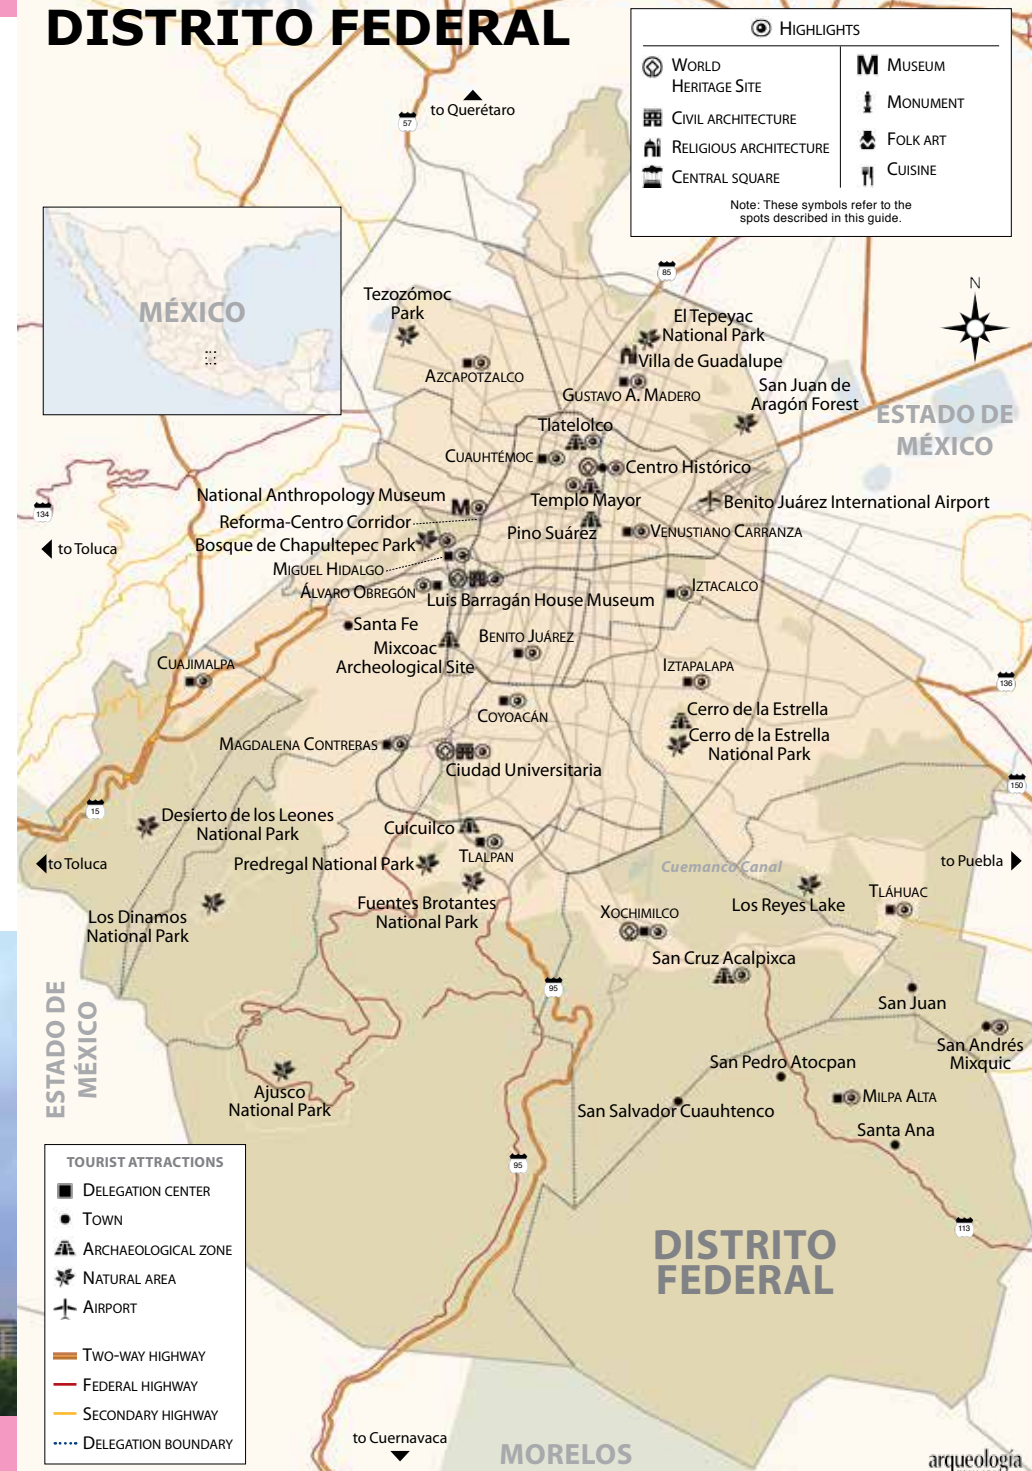 DISTRITO FEDERAL
HIGHLIGHTS
WORLD
HERITAGE SITE
CIVIL ARCHITECTURE
RELIGIOUS ARCHITECTURE
CENTRAL SQUARE
M MUSEUM
MONUMENT
FOLK ART
CUISINE
Note: These symbols refer to the
spots described in this guide.
to Querétaro
57
MÉXICO
85
N
Tezozómoc
Park
El Tepeyac
National Park
Villa de Guadalupe
AZCAPOTZALCO
GUSTAVO A. MADERO
San Juan de
Aragón Forest
ESTADO DE
MÉXICO
Tlatelolco
CUAUHTÉMOC
Centro Histórico
National Anthropology Museum
M
Templo Mayor
Benito Juárez International Airport
134
Reforma-Centro Corridor
Pino Suárez
VENUSTIANO CARRANZA
to Toluca
Bosque de Chapultepec Park
MIGUEL HIDALGO
ÁLVARO OBREGÓN
Luis Barragán House Museum
IZTACALCO
Santa Fe
Mixcoac
Archeological Site
BENITO JUÁREZ
CUAJIMALPA
IZTAPALAPA
136
COYOACÁN
Cerro de la Estrella
MAGDALENA CONTRERAS
Cerro de la Estrella
National Park
Ciudad Universitaria
150
15
Desierto de los Leones
National Park
Cuicuilco
to Toluca
Predregal National Park
TLALPAN
Cuemanco Canal
to Puebla
Los Dinamos
National Park
Fuentes Brotantes
National Park
XOCHIMILCO
Los Reyes Lake
TLÁHUAC
San Cruz Acalpixca
95
San Juan
ESTADO DE
MÉXICO
San Andrés
Mixquic
San Pedro Atocpan
Ajusco
National Park
San Salvador Cuauhtenco
MILPA ALTA
Santa Ana
95
113
DISTRITO
FEDERAL
TOURIST ATTRACTIONS
DELEGATION CENTER
TOWN
ARCHAEOLOGICAL ZONE
NATURAL AREA
AIRPORT
TWO-WAY HIGHWAY
FEDERAL HIGHWAY
SECONDARY HIGHWAY
DELEGATION BOUNDARY
to Cuernavaca
MORELOS
arqueología